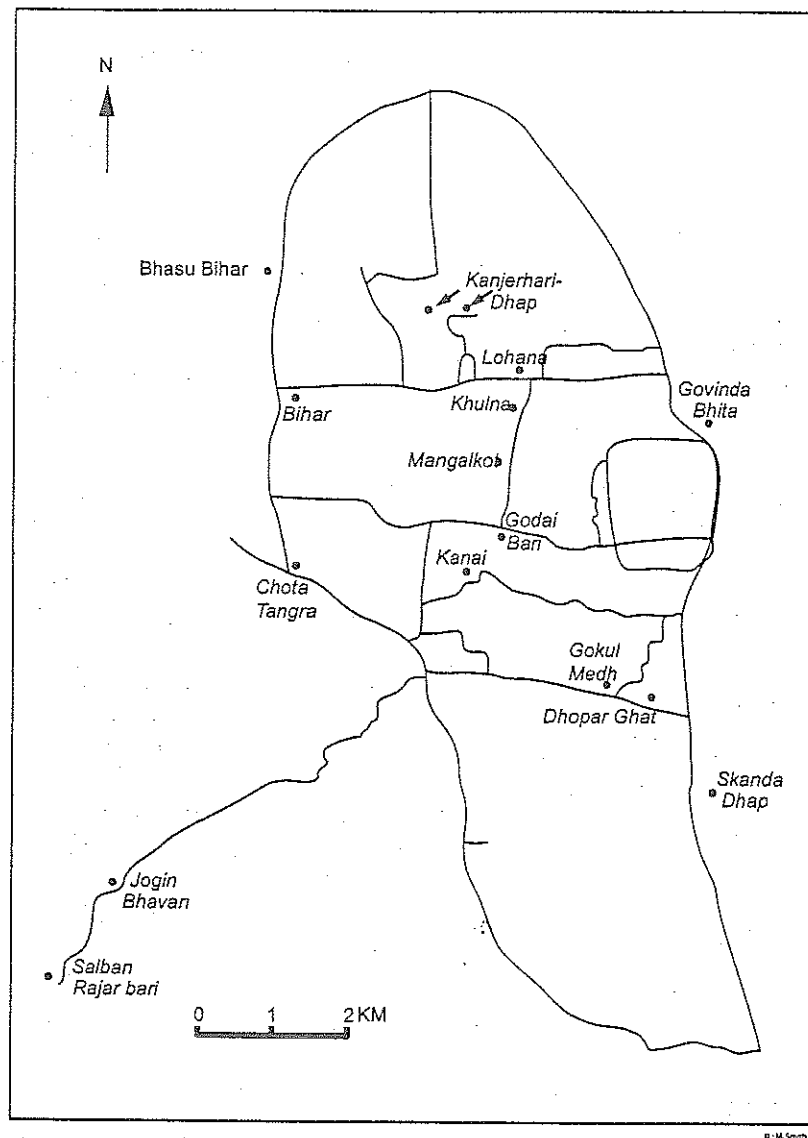 N
Bhasu Bihar
Kanjerhari-
Dhap
Lohana
Govinda
Bhita
Bihar
Khulna
Mangalkot
Godai
Bari
Kanai
Chota
Tangra
Gokul
Medh
Dhopar Ghat
Skanda
Dhap
Jogin
Bhavan
Salban
Rajar bari
0 1 2 KM